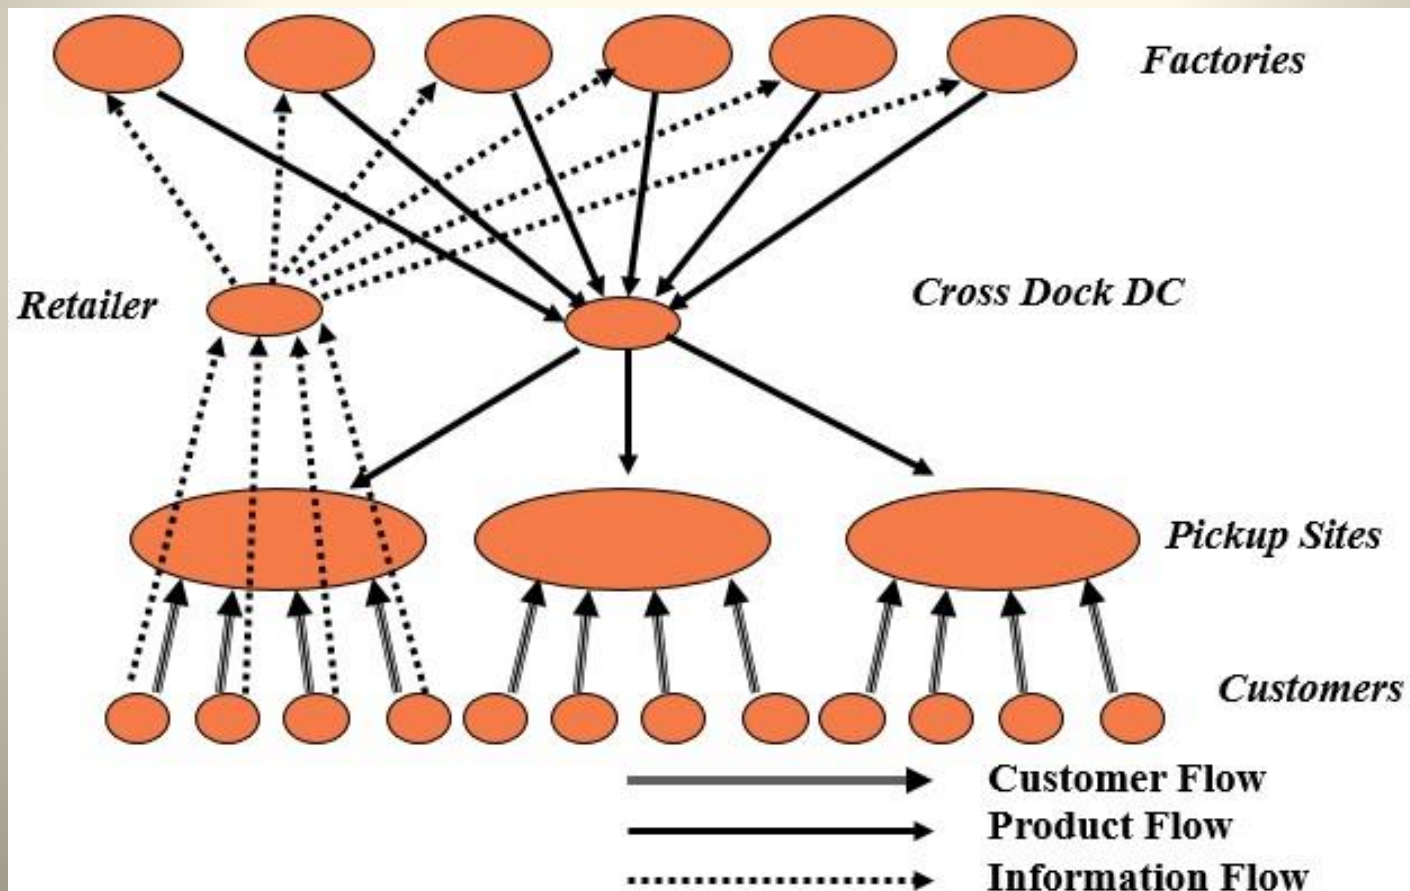 Factories
Cross Dock DC
Retailer
Pickup Sites
Customers
Customer Flow
Product Flow
Information Flow